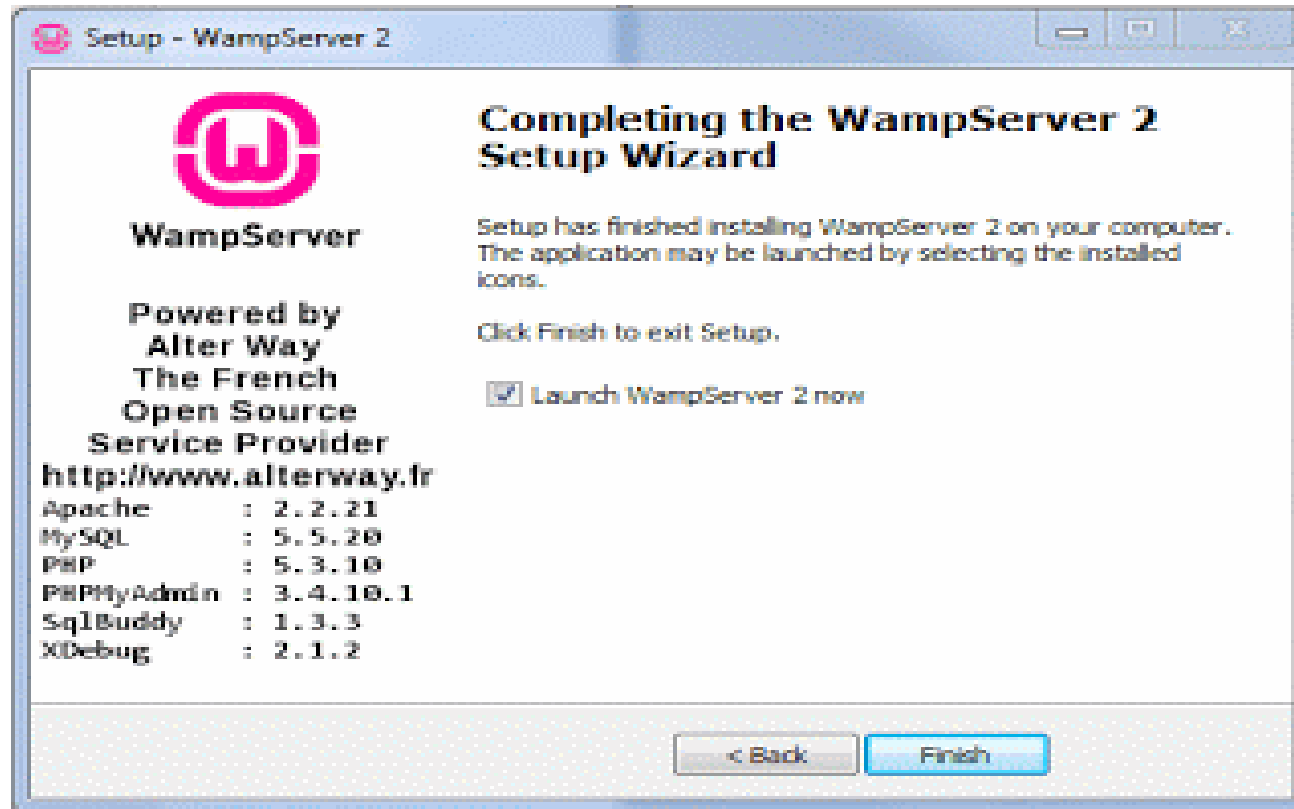 Setup - WampServer 2
WampServer
Powered by
Alter Way
The French
Open Source
Service Provider
http://www.alterway.fr
Apache : 2.2.21
MySQL : 5.5.20
PHP : 5.3.10
PHPMyAdmin : 3.4.10.1
SqlBuddy : 1.3.3
XDebug : 2.1.2
Completing the WampServer 2
Setup Wizard
Setup has finished installing WampServer 2 on your computer.
The application may be launched by selecting the installed
icons.
Click Finish to exit Setup.
Launch WampServer 2 now
< Back
Finish